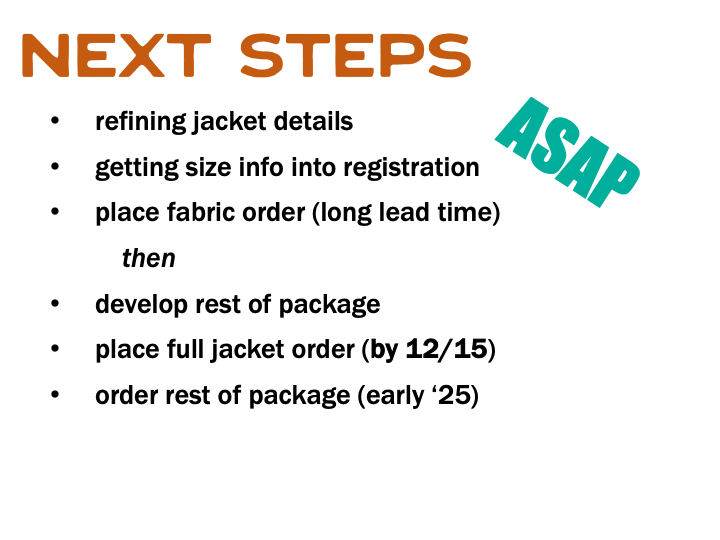 NEXT STEPS
• refining jacket details
ASAP
• getting size info into registration
• place fabric order (long lead time)
then
• develop rest of package
• place full jacket order (by 12/15)
• order rest of package (early ‘25)